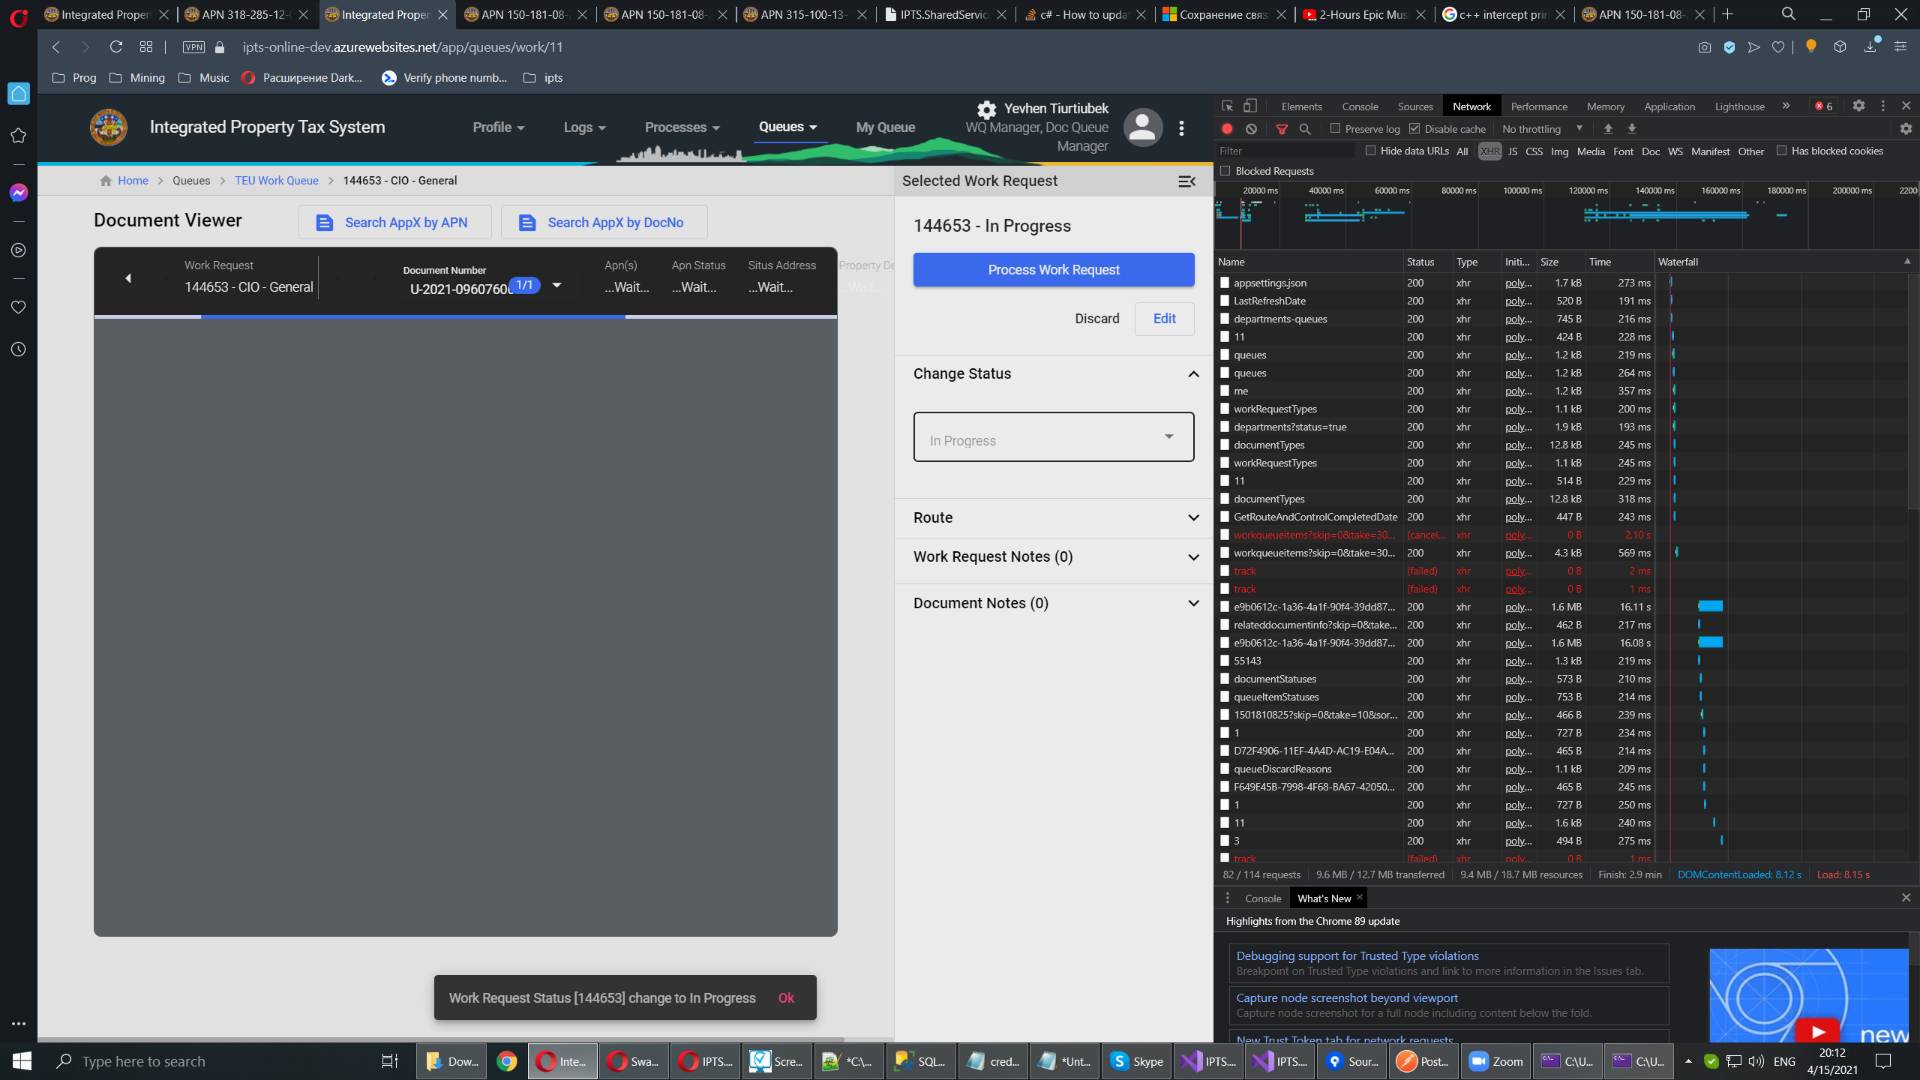 Integrated Proper
APN 318-285-12-
Integrated Proper
APN 150-181-08-
APN 150-181-08-
APN 315-100-13-
IPTS.SharedServic
c# - How to upda
Сохранение связ
2-Hours Epic Mus
c++ intercept pri
APN 150-181-08-
VPN
ipts-online-dev.azurewebsites.net/app/queues/work/11
Prog
Mining
Music
Расширение Dark...
Verify phone numb...
ipts
Integrated Property Tax System
Profile
Logs
Processes
Queues
My Queue
Yevhen Tiurtiubek
WQ Manager, Doc Queue
Manager
Home > Queues > TEU Work Queue > 144653 - CIO - General
Document Viewer
Search AppX by APN
Search AppX by DocNo
Work Request
144653 - CIO - General
Document Number
U-2021-0960760
1/1
Apn(s)
...Wait...
Apn Status
...Wait...
Situs Address
...Wait...
Property De
...Wait...
Selected Work Request
144653 - In Progress
Process Work Request
Discard
Edit
Change Status
In Progress
Route
Work Request Notes (0)
Document Notes (0)
Work Request Status [144653] change to In Progress
Ok
Elements Console Sources Network Performance Memory Application Lighthouse » 6
Preserve log Disable cache No throttling
Filter Hide data URLs All XHR JS CSS Img Media Font Doc WS Manifest Other Has blocked cookies
Blocked Requests
20000 ms 40000 ms 60000 ms 80000 ms 100000 ms 120000 ms 140000 ms 160000 ms 180000 ms 200000 ms 2200
Name Status Type Initi... Size Time Waterfall
appsettings.json 200 xhr poly... 1.7 kB 273 ms
LastRefreshDate 200 xhr poly... 520 B 191 ms
departments-queues 200 xhr poly... 745 B 216 ms
11 200 xhr poly... 424 B 228 ms
queues 200 xhr poly... 1.2 kB 219 ms
queues 200 xhr poly... 1.2 kB 264 ms
me 200 xhr poly... 1.2 kB 357 ms
workRequestTypes 200 xhr poly... 1.1 kB 200 ms
departments?status=true 200 xhr poly... 1.9 kB 193 ms
documentTypes 200 xhr poly... 12.8 kB 245 ms
workRequestTypes 200 xhr poly... 1.1 kB 245 ms
11 200 xhr poly... 514 B 229 ms
documentTypes 200 xhr poly... 12.8 kB 318 ms
GetRouteAndControlCompletedDate 200 xhr poly... 447 B 243 ms
workqueueitems?skip=0&take=30... (cancel... xhr poly... 0 B 2.10 s
workqueueitems?skip=0&take=30... 200 xhr poly... 4.3 kB 569 ms
track (failed) xhr poly... 0 B 2 ms
track (failed) xhr poly... 0 B 1 ms
e9b0612c-1a36-4a1f-90f4-39dd87... 200 xhr poly... 1.6 MB 16.11 s
relateddocumentinfo?skip=0&take... 200 xhr poly... 462 B 217 ms
e9b0612c-1a36-4a1f-90f4-39dd87... 200 xhr poly... 1.6 MB 16.08 s
55143 200 xhr poly... 1.3 kB 219 ms
documentStatuses 200 xhr poly... 573 B 210 ms
queueItemStatuses 200 xhr poly... 753 B 214 ms
1501810825?skip=0&take=10&sor... 200 xhr poly... 466 B 239 ms
1 200 xhr poly... 727 B 234 ms
D72F4906-11EF-4A4D-AC19-E04A... 200 xhr poly... 465 B 214 ms
queueDiscardReasons 200 xhr poly... 1.1 kB 209 ms
F649E45B-7998-4F68-BA67-42050... 200 xhr poly... 465 B 245 ms
1 200 xhr poly... 727 B 250 ms
11 200 xhr poly... 1.6 kB 240 ms
3 200 xhr poly... 494 B 275 ms
track (failed) xhr poly... 0 B 1 ms
82 / 114 requests 9.6 MB / 12.7 MB transferred 9.4 MB / 18.7 MB resources Finish: 2.9 min DOMContentLoaded: 8.12 s Load: 8.15 s
Console What's New
Highlights from the Chrome 89 update
Debugging support for Trusted Type violations
Breakpoint on Trusted Type violations and link to more information in the Issues tab.
Capture node screenshot beyond viewport
Capture node screenshot for a full node including content below the fold.
New Trust Token tab for network requests
new
Type here to search
Dow...
Inte...
Swa...
IPTS...
Scre...
*C:\...
SQL...
cred...
*Unt...
Skype
IPTS...
IPTS...
Sour...
Post...
Zoom
C:\U...
C:\U...
ENG
20:12
4/15/2021